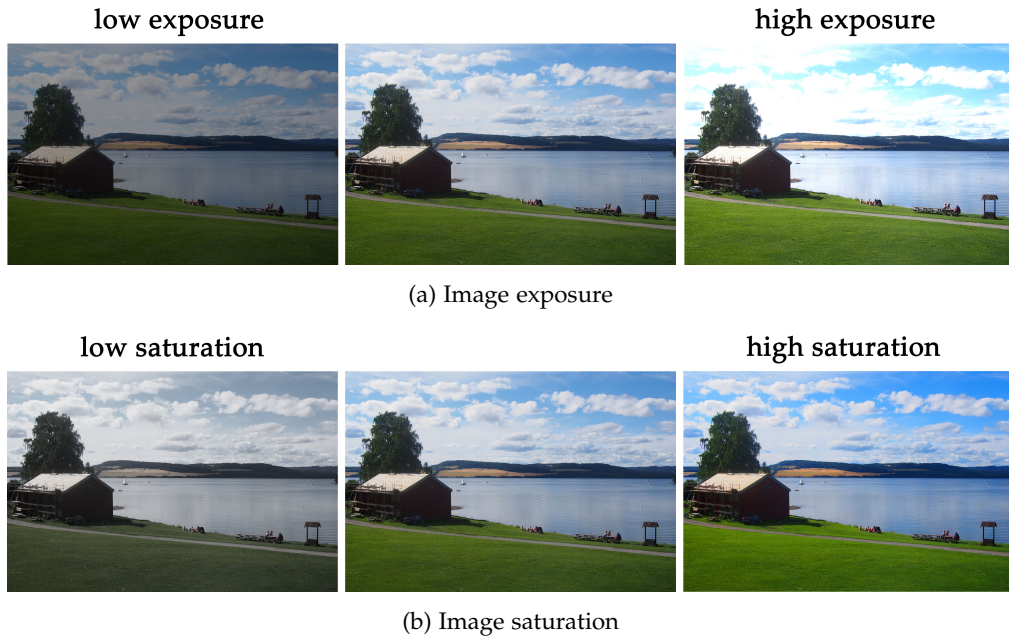 low exposure
high exposure
(a) Image exposure
low saturation
high saturation
(b) Image saturation